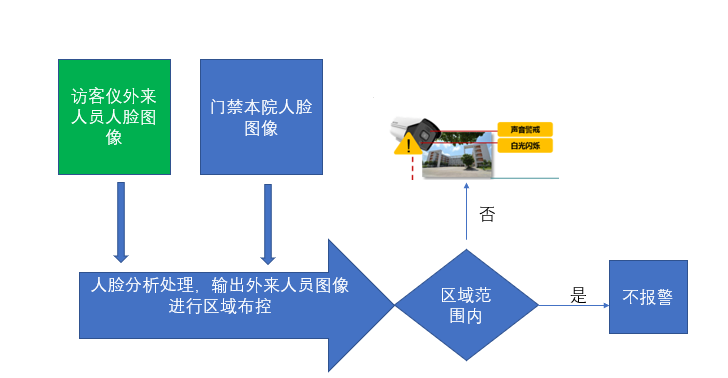 访客仪外来
人员人脸图
像
门禁本院人脸
图像
声音警戒
白光闪烁
!
否
人脸分析处理，输出外来人员图像
进行区域布控
区域范
围内
是
不报警